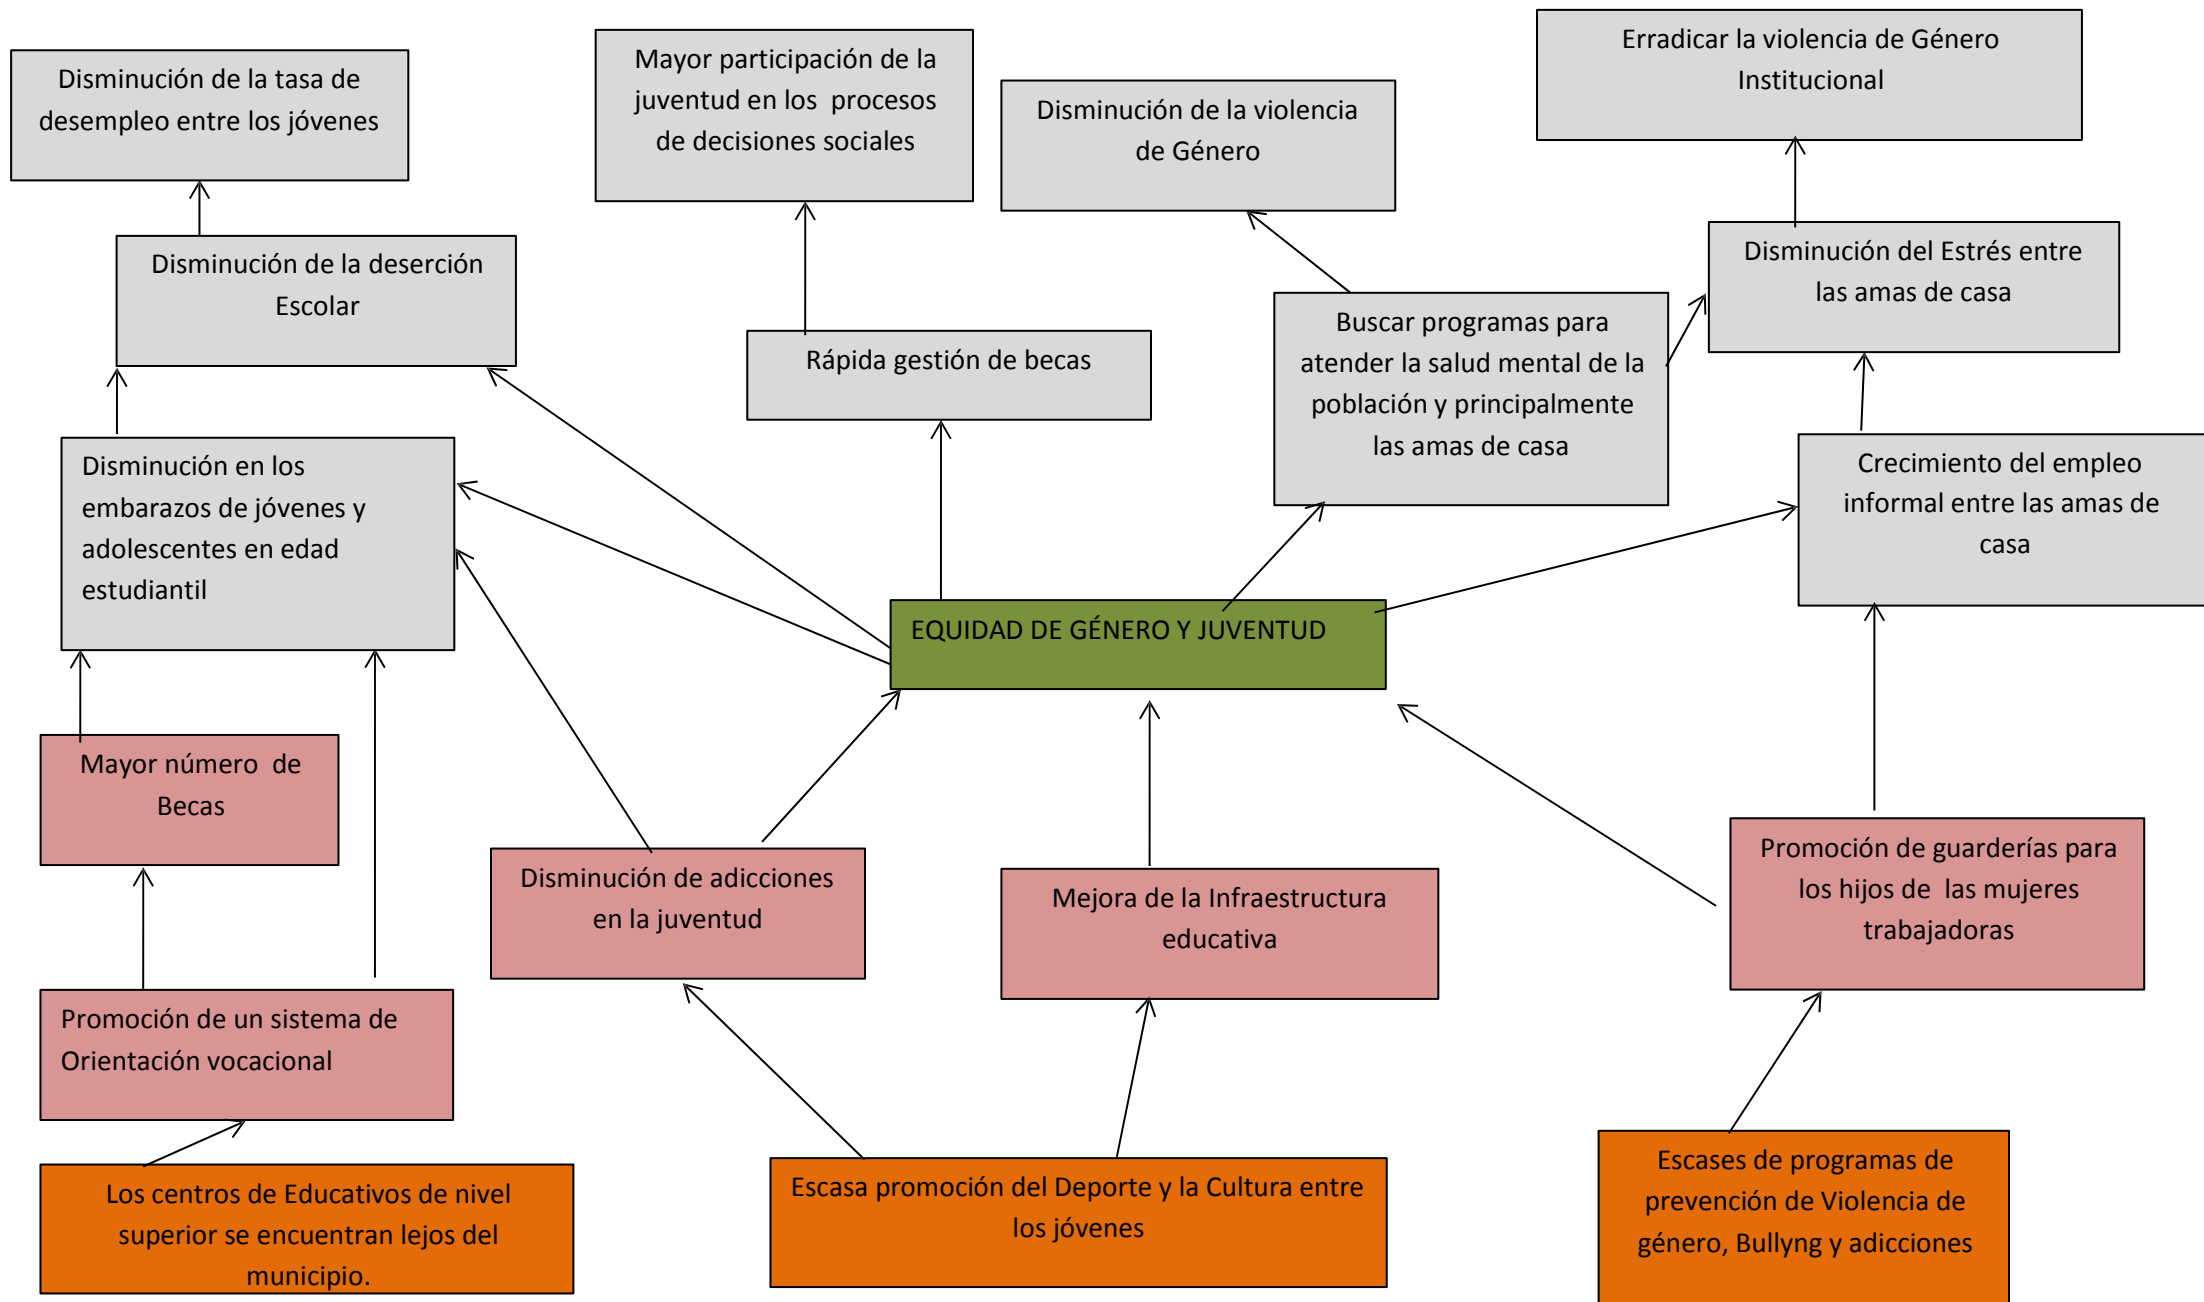 Erradicar la violencia de Género
Institucional
Mayor participación de la
juventud en los procesos
de decisiones sociales
Disminución de la tasa de
desempleo entre los jóvenes
Disminución de la violencia
de Género
Disminución de la deserción
Escolar
Disminución del Estrés entre
las amas de casa
Buscar programas para
atender la salud mental de la
población y principalmente
las amas de casa
Rápida gestión de becas
Disminución en los
embarazos de jóvenes y
adolescentes en edad
estudiantil
Crecimiento del empleo
informal entre las amas de
casa
EQUIDAD DE GÉNERO Y JUVENTUD
Mayor número de
Becas
Disminución de adicciones
en la juventud
Mejora de la Infraestructura
educativa
Promoción de guarderías para
los hijos de las mujeres
trabajadoras
Promoción de un sistema de
Orientación vocacional
Los centros de Educativos de nivel
superior se encuentran lejos del
municipio.
Escasa promoción del Deporte y la Cultura entre
los jóvenes
Escases de programas de
prevención de Violencia de
género, Bullyng y adicciones